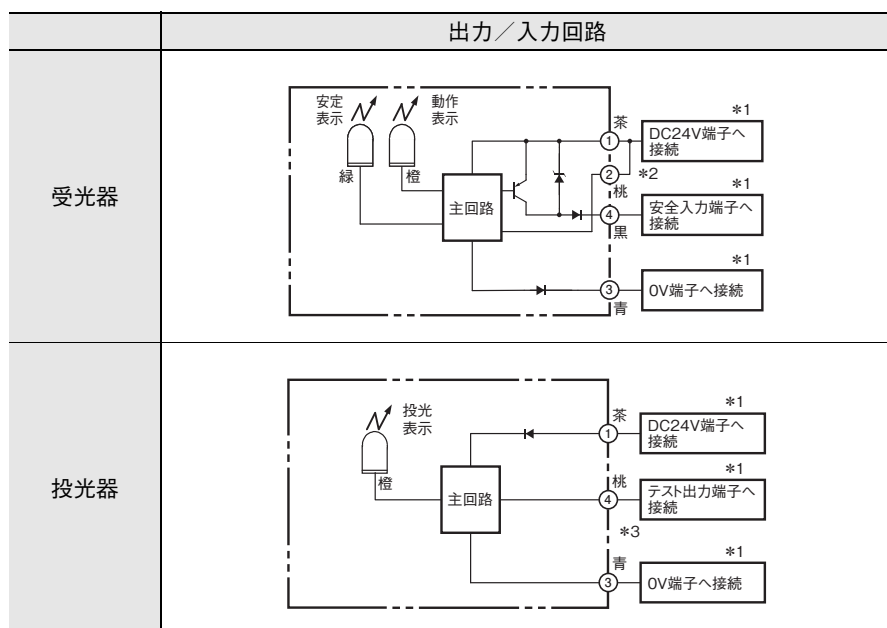 出力／入力回路
受光器
安定
表示
動作
表示
緑
橙
主回路
茶
①
②
*2
桃
④
黒
③
青
*1
DC24V端子へ
接続
*1
安全入力端子へ
接続
*1
0V端子へ接続
投光器
投光
表示
橙
主回路
茶
①
桃
④
*3
青
③
*1
DC24V端子へ
接続
*1
テスト出力端子へ
接続
*1
0V端子へ接続